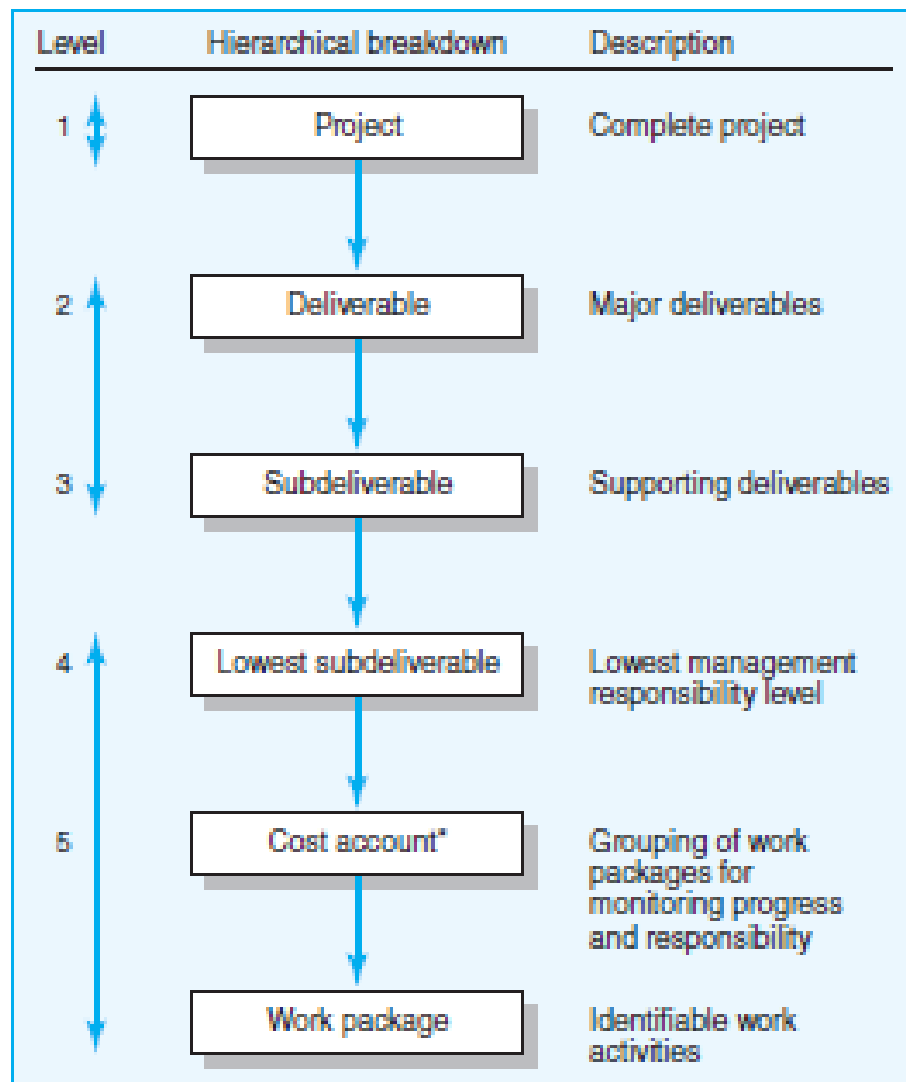 Level Hierarchical breakdown Description
1 Project Complete project
2 Deliverable Major deliverables
3 Subdeliverable Supporting deliverables
4 Lowest subdeliverable Lowest management
responsibility level
5 Cost account* Grouping of work
packages for
monitoring progress
and responsibility
Work package Identifiable work
activities